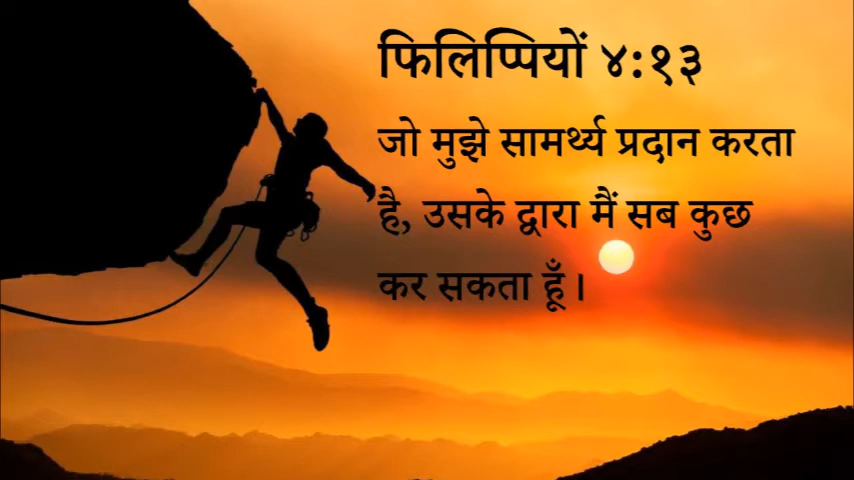 फिलिप्पियों ४:१३
जो मुझे सामर्थ्य प्रदान करता
है, उसके द्वारा मैं सब कुछ
कर सकता हूँ।